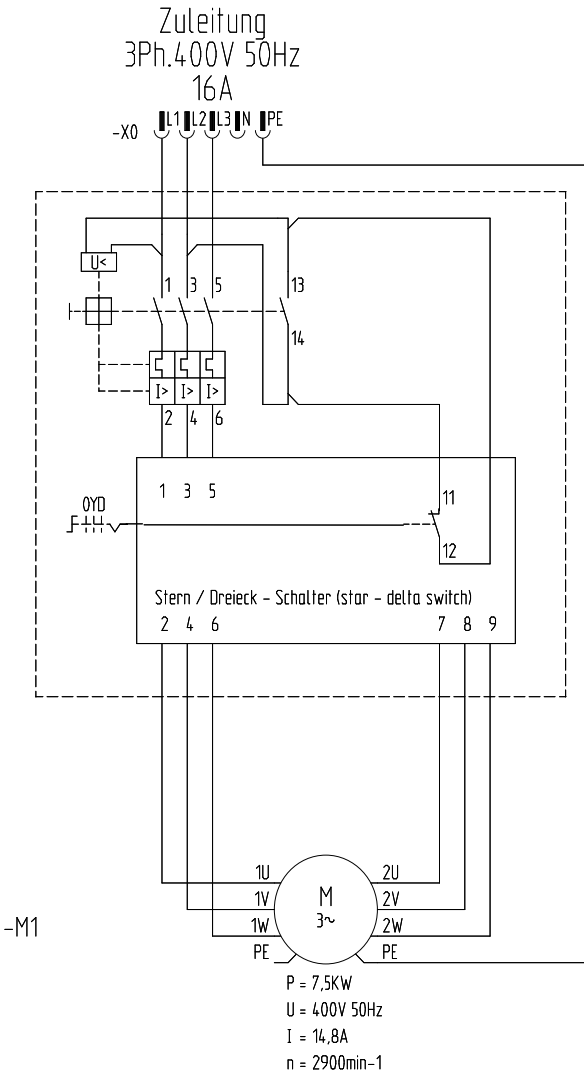 Zuleitung
3Ph.400V 50Hz
16A
-X0 L1 L2 L3 N PE
U<
1 3 5 13
14
I> I> I>
2 4 6
1 3 5 11
0YD
12
Stern / Dreieck - Schalter (star - delta switch)
2 4 6 7 8 9
1U 2U
M
1V 2V
3~
-M1
1W 2W
PE PE
P = 7,5KW
U = 400V 50Hz
I = 14,8A
n = 2900min-1